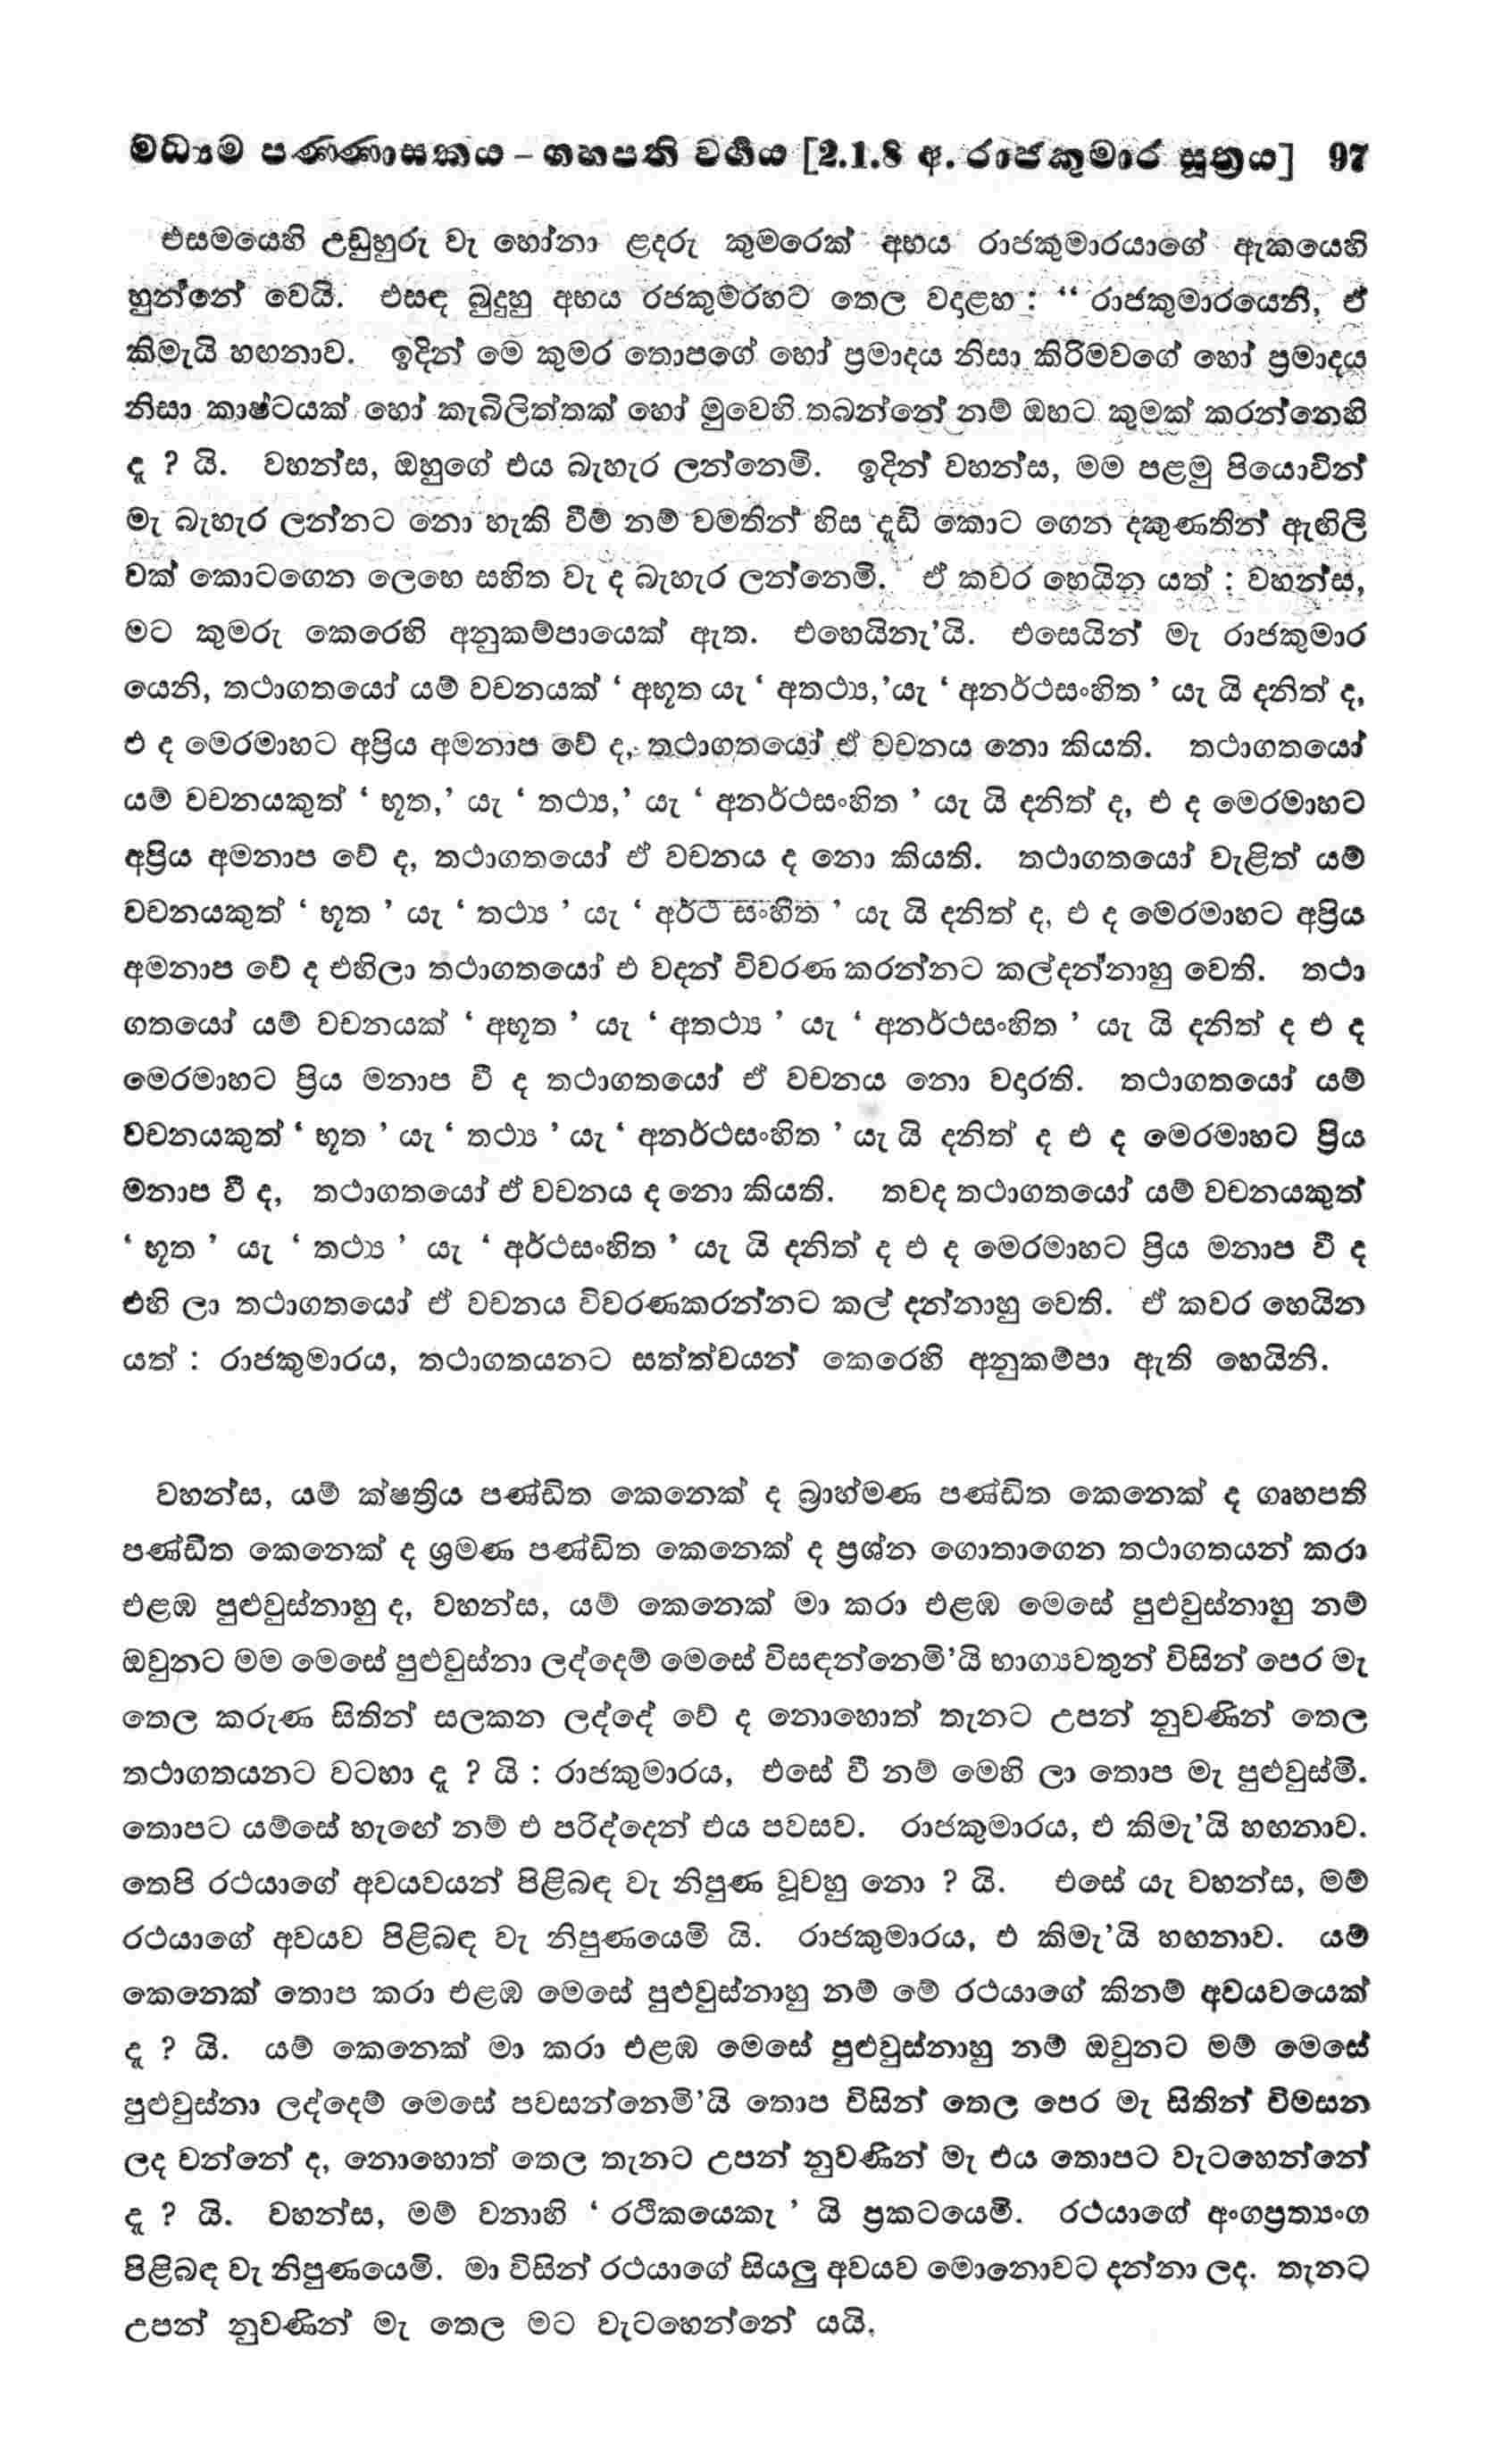 මධ්‍යම පණ්ණාසකය – ගහපති වර්‍ගය [2.1.8 අ. රාජකුමාර සූත්‍රය] 97
එසමයෙහි උඩුහුරු වැ හෝනා ළදරු කුමරෙක් අභය රාජකුමාරයාගේ ඇකයෙහි
හුන්නේ වෙයි. එසඳ බුදුහු අභය රජකුමරහට තෙල වදාළහ : “ රාජකුමාරයෙනි, ඒ
කිමැයි හඟනාව. ඉදින් මෙ කුමර තොපගේ හෝ ප්‍රමාදය නිසා කිරිමවගේ හෝ ප්‍රමාදය
නිසා කාෂ්ටයක් හෝ කැබිලිත්තක් හෝ මුවෙහි තබන්නේ නම් ඔහට කුමක් කරන්නෙහි
ද ? යි. වහන්ස, ඔහුගේ එය බැහැර ලන්නෙමි. ඉදින් වහන්ස, මම පළමු පියොවින්
මැ බැහැර ලන්නට නො හැකි වීම් නම් වමතින් හිස දැඩි කොට ගෙන දකුණතින් ඇඟිලි
වක් කොටගෙන ලෙහෙ සහිත වැ ද බැහැර ලන්නෙමි. ඒ කවර හෙයින යත් : වහන්ස,
මට කුමරු කෙරෙහි අනුකම්පායෙක් ඇත. එහෙයිනැ’යි. එසෙයින් මැ රාජකුමාර
යෙනි, තථාගතයෝ යම් වචනයක් ‘ අභූත යැ ‘ අතථ්‍ය,’යැ ‘ අනර්ථසංහිත ’ යැ යි දනිත් ද,
එ ද මෙරමාහට අප්‍රිය අමනාප වේ ද, තථාගතයෝ ඒ වචනය නො කියති. තථාගතයෝ
යම් වචනයකුත් ‘ භූත,’ යැ ‘ තථ්‍ය,’ යැ ‘ අනර්ථසංහිත ’ යැ යි දනිත් ද, එ ද මෙරමාහට
අප්‍රිය අමනාප වේ ද, තථාගතයෝ ඒ වචනය ද නො කියති. තථාගතයෝ වැළිත් යම්
වචනයකුත් ‘ භූත ’ යැ ‘ තථ්‍ය ’ යැ ‘ අර්ථ සංහිත ’ යැ යි දනිත් ද, එ ද මෙරමාහට අප්‍රිය
අමනාප වේ ද එහිලා තථාගතයෝ එ වදන් විවරණ කරන්නට කල්දන්නාහු වෙති. තථා
ගතයෝ යම් වචනයක් ‘ අභූත ’ යැ ‘ අතථ්‍ය ’ යැ ‘ අනර්ථසංහිත ’ යැ යි දනිත් ද එ ද
මෙරමාහට ප්‍රිය මනාප වී ද තථාගතයෝ ඒ වචනය නො වදාරති. තථාගතයෝ යම්
වචනයකුත් ‘ භූත ’ යැ ‘ තථ්‍ය ’ යැ ‘ අනර්ථසංහිත ’ යැ යි දනිත් ද එ ද මෙරමාහට ප්‍රිය
මනාප වී ද, තථාගතයෝ ඒ වචනය ද නො කියති. තවද තථාගතයෝ යම් වචනයකුත්
‘ භූත ’ යැ ‘ තථ්‍ය ’ යැ ‘ අර්ථසංහිත ’ යැ යි දනිත් ද එ ද මෙරමාහට ප්‍රිය මනාප වී ද
එහි ලා තථාගතයෝ ඒ වචනය විවරණකරන්නට කල් දන්නාහු වෙති. ඒ කවර හෙයින
යත් : රාජකුමාරය, තථාගතයනට සත්ත්වයන් කෙරෙහි අනුකම්පා ඇති හෙයිනි.
වහන්ස, යම් ක්ෂත්‍රිය පණ්ඩිත කෙනෙක් ද බ්‍රාහ්මණ පණ්ඩිත කෙනෙක් ද ගෘහපති
පණ්ඩිත කෙනෙක් ද ශ්‍රමණ පණ්ඩිත කෙනෙක් ද ප්‍රශ්න ගොතාගෙන තථාගතයන් කරා
එළඹ පුළුවුස්නාහු ද, වහන්ස, යම් කෙනෙක් මා කරා එළඹ මෙසේ පුළුවුස්නාහු නම්
ඔවුනට මම මෙසේ පුළුවුස්නා ලද්දෙම් මෙසේ විසඳන්නෙමි’යි භාග්‍යවතුන් විසින් පෙර මැ
තෙල කරුණ සිතින් සලකන ලද්දේ වේ ද නොහොත් තැනට උපන් නුවණින් තෙල
තථාගතයනට වටහා ද ? යි : රාජකුමාරය, එසේ වී නම් මෙහි ලා තොප මැ පුළුවුස්මි.
තොපට යම්සේ හැඟේ නම් එ පරිද්දෙන් එය පවසව. රාජකුමාරය, එ කිමැ’යි හඟනාව.
තෙපි රථයාගේ අවයවයන් පිළිබඳ වැ නිපුණ වූවහු නො ? යි. එසේ යැ වහන්ස, මම්
රථයාගේ අවයව පිළිබඳ වැ නිපුණයෙමි යි. රාජකුමාරය, එ කිමැ’යි හඟනාව. යම්
කෙනෙක් තොප කරා එළඹ මෙසේ පුළුවුස්නාහු නම් මේ රථයාගේ කිනම් අවයවයෙක්
ද ? යි. යම් කෙනෙක් මා කරා එළඹ මෙසේ පුළුවුස්නාහු නම් ඔවුනට මම් මෙසේ
පුළුවුස්නා ලද්දෙම් මෙසේ පවසන්නෙමි’යි තොප විසින් තෙල පෙර මැ සිතින් විමසන
ලද වන්නේ ද, නොහොත් තෙල තැනට උපන් නුවණින් මැ එය තොපට වැටහෙන්නේ
ද ? යි. වහන්ස, මම් වනාහි ‘ රථිකයෙකැ ’ යි ප්‍රකටයෙමි. රථයාගේ අංගප්‍රත්‍යංග
පිළිබඳ වැ නිපුණයෙමි. මා විසින් රථයාගේ සියලු අවයව මොනොවට දන්නා ලද. තැනට
උපන් නුවණින් මැ තෙල මට වැටහෙන්නේ යයි.